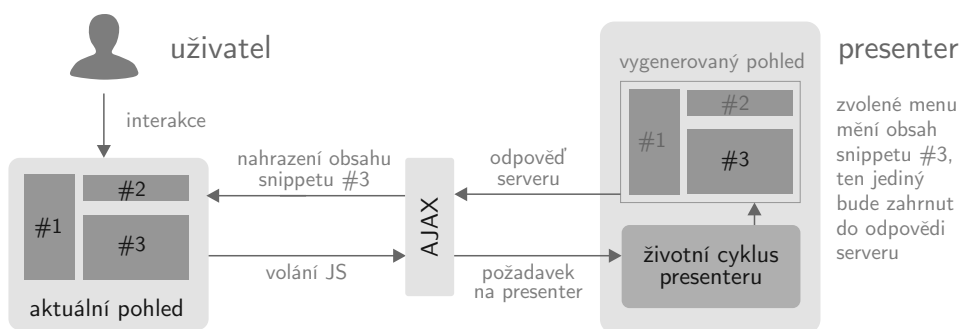 uživatel
interakce
#1
#2
#3
aktuální pohled
nahrazení obsahu
snippetu #3
volání JS
AJAX
odpověď
serveru
požadavek
na presenter
vygenerovaný pohled
#1
#2
#3
životní cyklus
presenteru
presenter
zvolené menu
mění obsah
snippetu #3,
ten jediný
bude zahrnut
do odpovědi
serveru